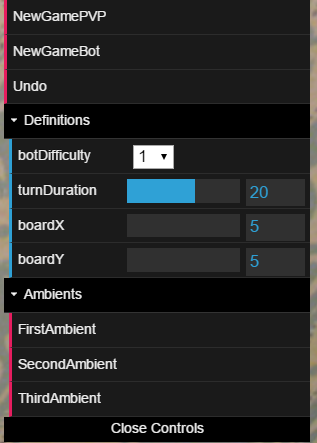 NewGamePVP
NewGameBot
Undo
Definitions
botDifficulty 1
turnDuration 20
boardX 5
boardY 5
Ambients
FirstAmbient
SecondAmbient
ThirdAmbient
Close Controls